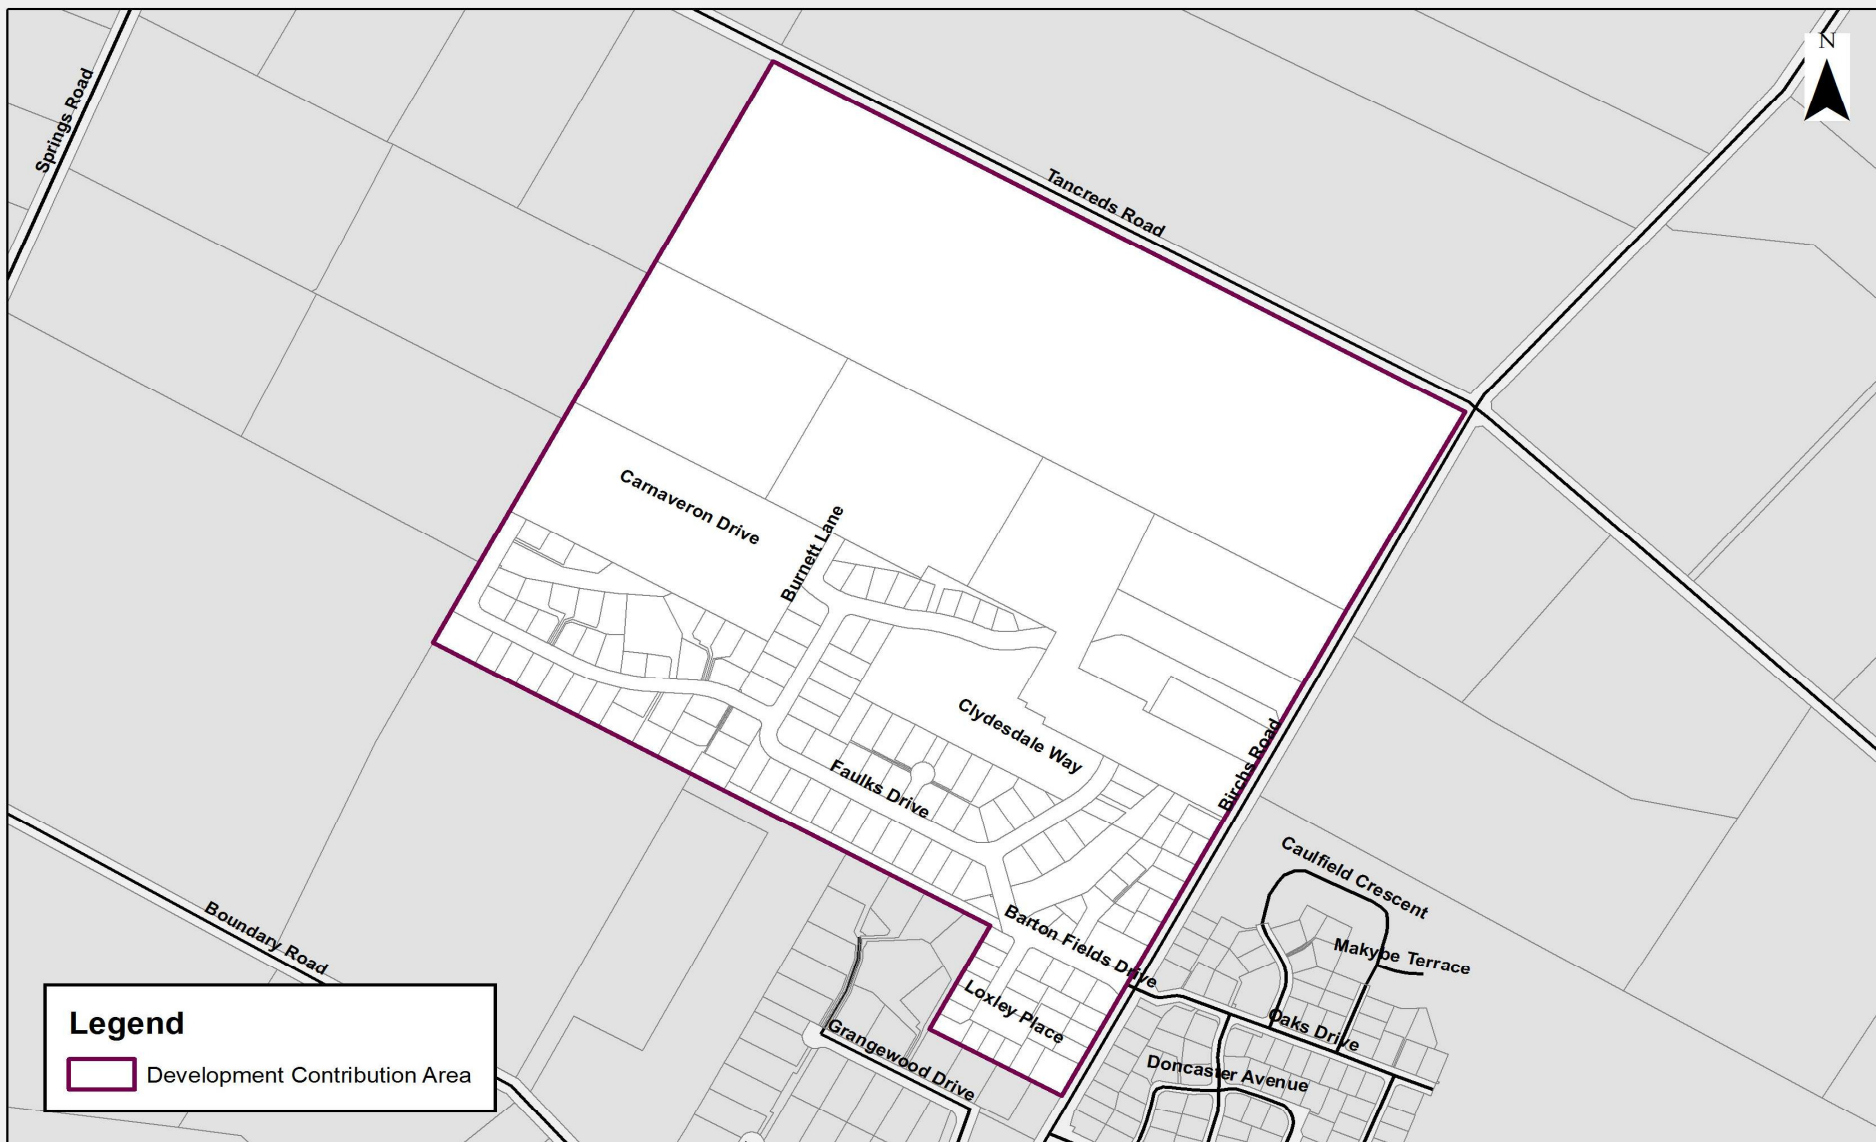 N
Springs Road
Tancreds Road
Carnaveron Drive
Burnett Lane
Clydesdale Way
Birchs Road
Faulks Drive
Caulfield Crescent
Boundary Road
Barton Fields Drive
Makybe Terrace
Loxley Place
Oaks Drive
Grangewood Drive
Doncaster Avenue
Legend
Development Contribution Area